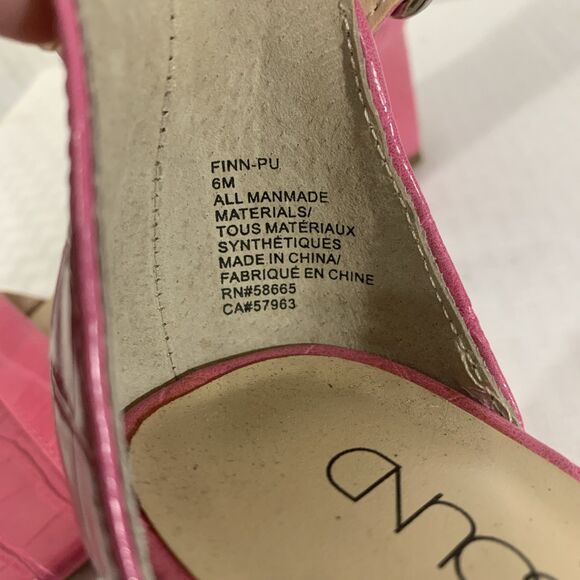 FINN-PU
6M
ALL MANMADE
MATERIALS/
TOUS MATÉRIAUX
SYNTHÉTIQUES
MADE IN CHINA/
FABRIQUÉ EN CHINE
RN#58665
CA#57963